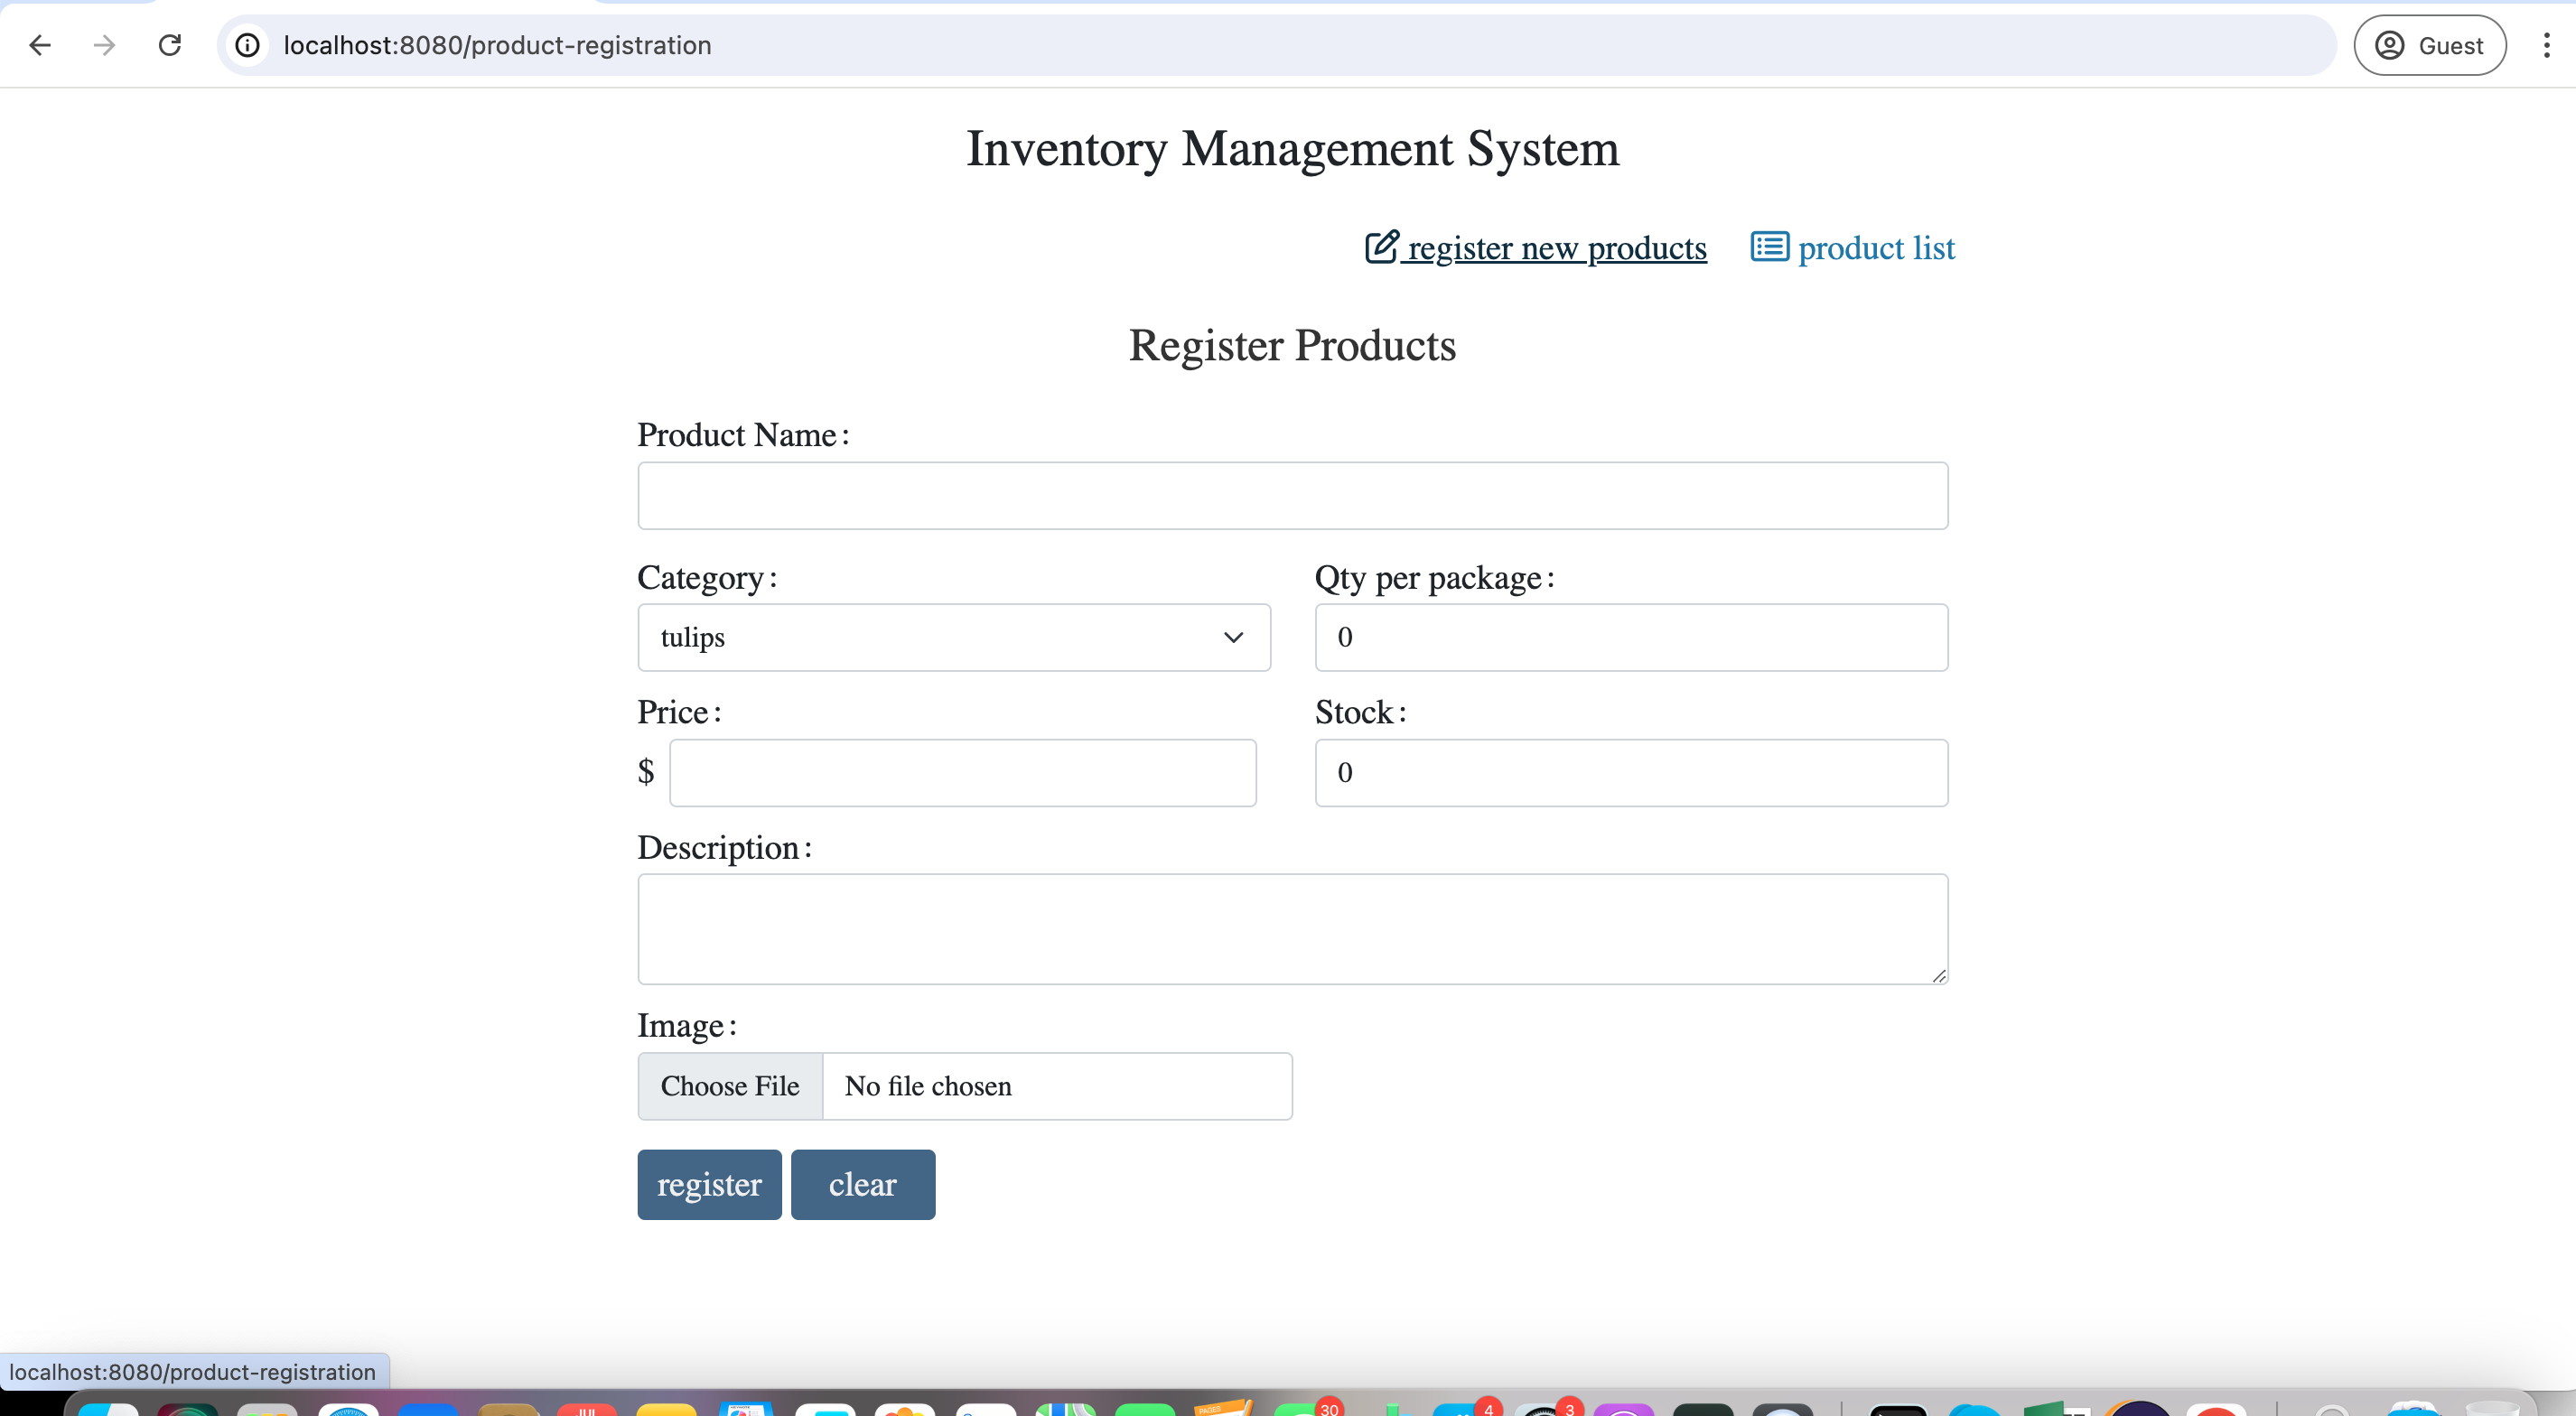 localhost:8080/product-registration
Guest
Inventory Management System
register new products product list
Register Products
Product Name:
Category: Qty per package:
tulips 0
Price: Stock:
$ 0
Description:
Image:
Choose File No file chosen
register clear
localhost:8080/product-registration
JUL PAGES 30 4 3